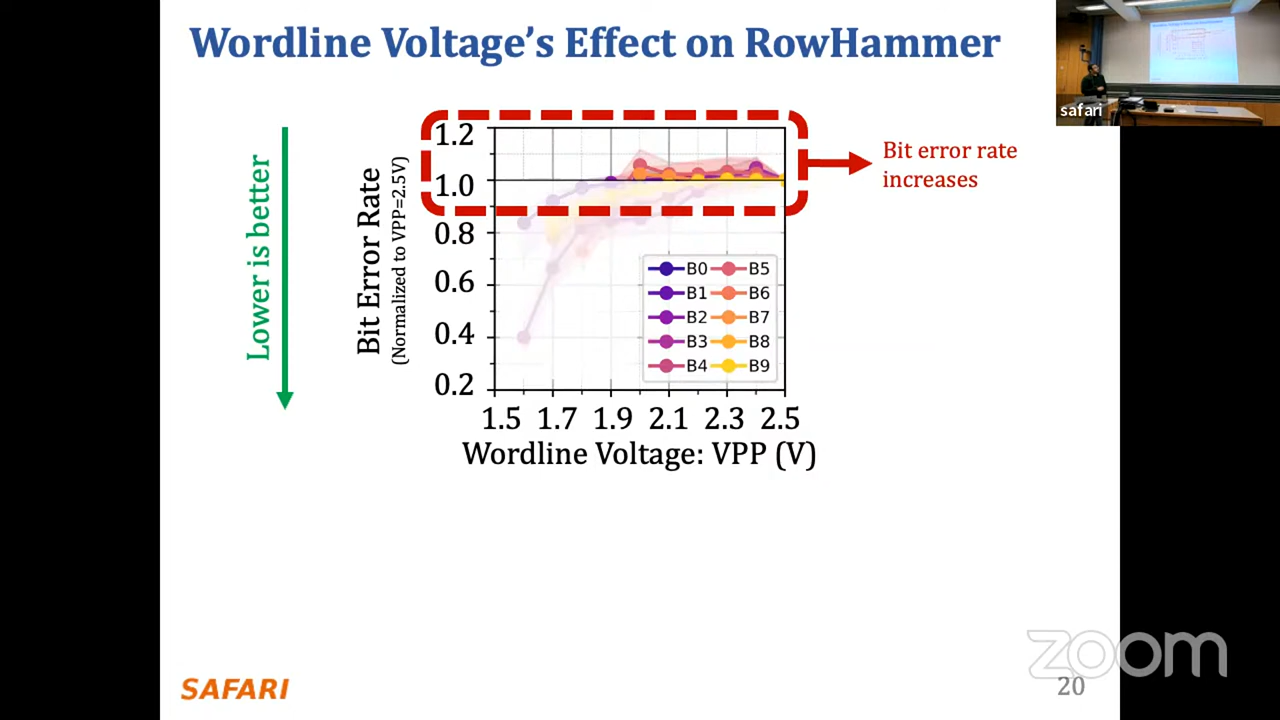 Wordline Voltage's Effect on RowHammer
safari
Lower is better
Bit Error Rate
(Normalized to VPP=2.5V)
1.2
1.0
0.8
0.6
0.4
0.2
Bit error rate
increases
B0 B5
B1 B6
B2 B7
B3 B8
B4 B9
1.5 1.7 1.9 2.1 2.3 2.5
Wordline Voltage: VPP (V)
SAFARI
zoom
20